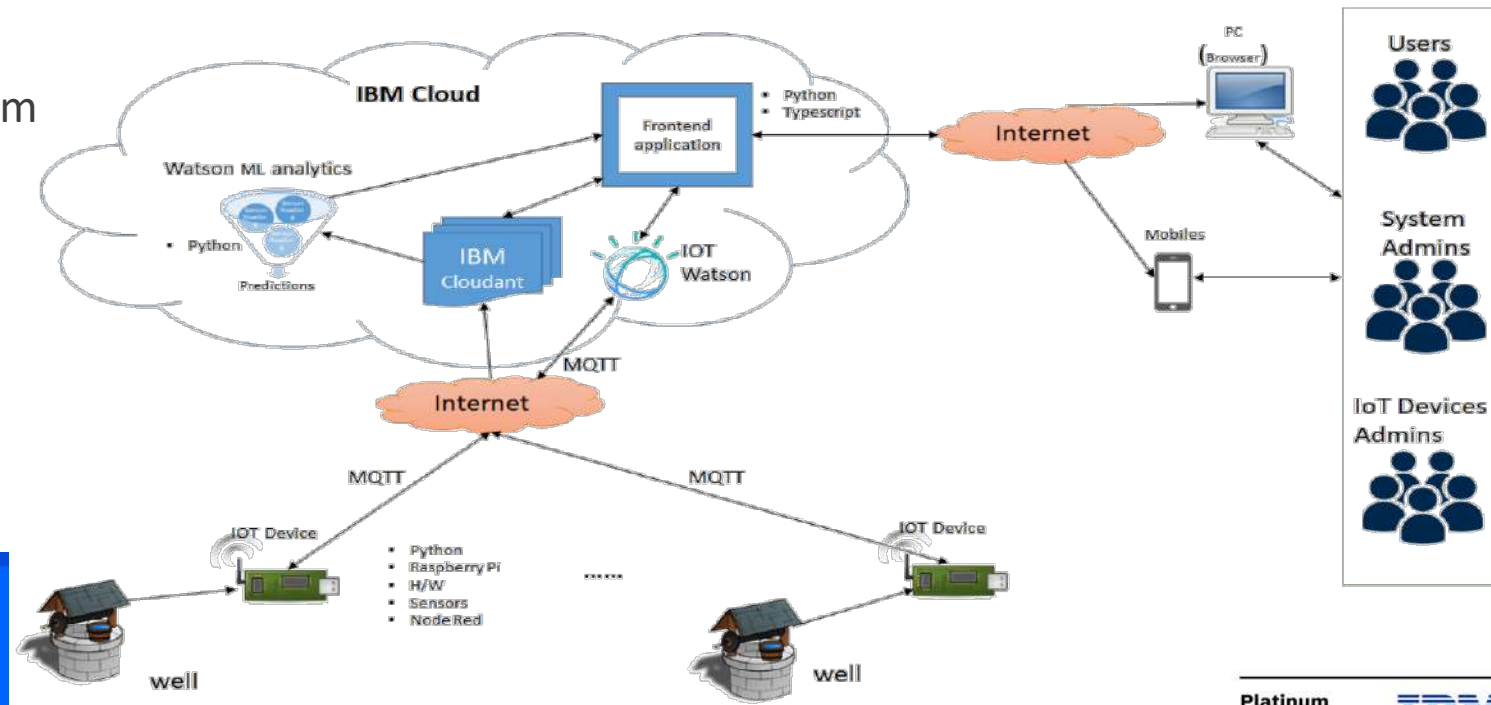 m
IBM Cloud
Python
Typescript
Frontend
application
Watson ML analytics
Python
Predictions
IBM
Cloudant
IOT
Watson
Internet
PC
(Browser)
Mobiles
Users
System
Admins
IoT Devices
Admins
MQTT
Internet
MQTT
MQTT
IOT Device
Python
Raspberry Pi
H/W
Sensors
Node Red
......
IOT Device
well
well
Platinum